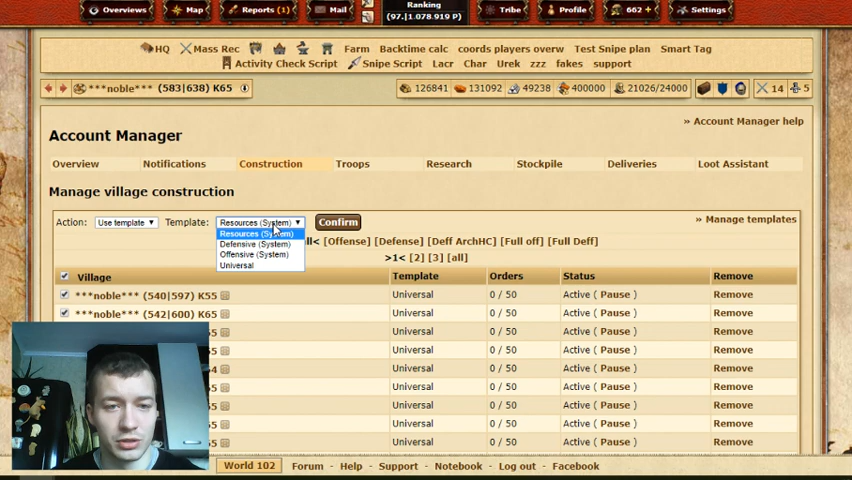 Overviews Map Reports (1) Mail Ranking (97.|1.078.919 P) Tribe Profile 662 + Settings
HQ Mass Rec Farm Backtime calc coords players overw Test Snipe plan Smart Tag
Activity Check Script Snipe Script Lacr Char Urek zzz fakes support
***noble*** (583|638) K65 126841 131092 49238 400000 21026/24000 14 5
» Account Manager help
Account Manager
Overview Notifications Construction Troops Research Stockpile Deliveries Loot Assistant
Manage village construction
» Manage templates
Action: Use template Template: Resources (System) Confirm
Resources (System)
Defensive (System)
Offensive (System)
Universal
ll< [Offense] [Defense] [Deff ArchHC] [Full off] [Full Deff]
>1< [2] [3] [all]
Village Template Orders Status Remove
***noble*** (540|597) K55 Universal 0 / 50 Active ( Pause ) Remove
***noble*** (542|600) K65 Universal 0 / 50 Active ( Pause ) Remove
5 Universal 0 / 50 Active ( Pause ) Remove
5 Universal 0 / 50 Active ( Pause ) Remove
4 Universal 0 / 50 Active ( Pause ) Remove
5 Universal 0 / 50 Active ( Pause ) Remove
5 Universal 0 / 50 Active ( Pause ) Remove
5 Universal 0 / 50 Active ( Pause ) Remove
5 Universal 0 / 50 Active ( Pause ) Remove
World 102 Forum - Help - Support - Notebook - Log out - Facebook